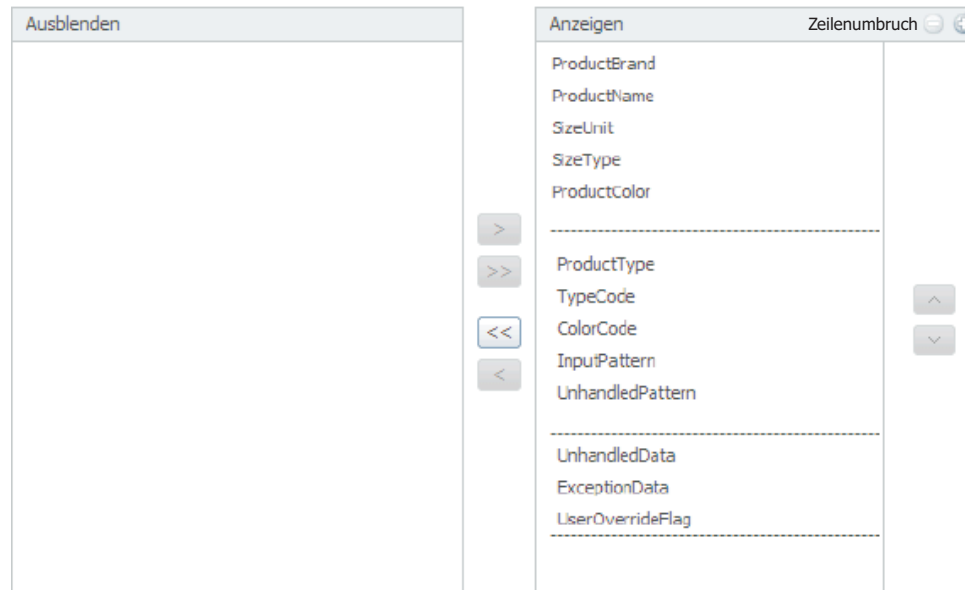 Ausblenden
Anzeigen Zeilenumbruch
ProductBrand
ProductName
SizeUnit
SizeType
ProductColor
>
>>
ProductType
TypeCode
ColorCode
<<
InputPattern
<
UnhandledPattern
UnhandledData
ExceptionData
UserOverrideFlag